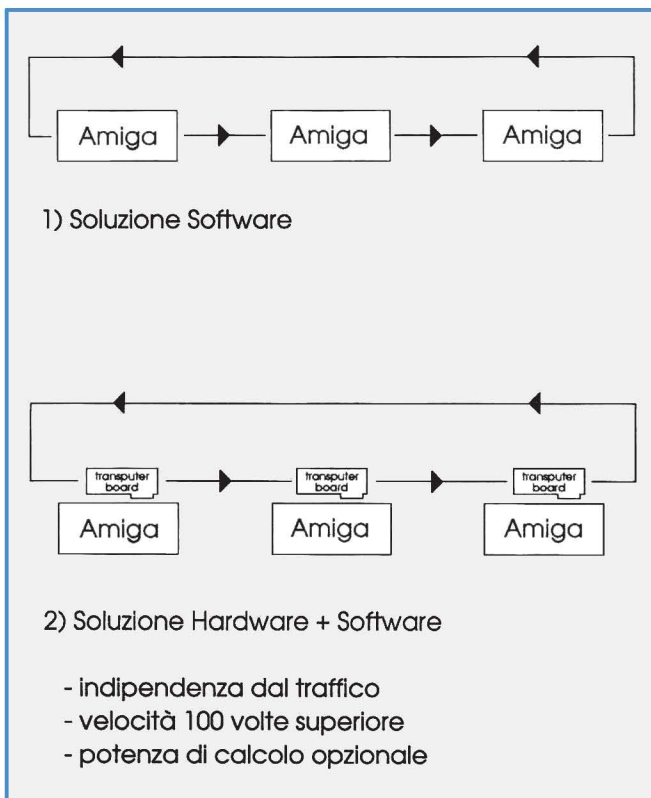 Amiga Amiga Amiga
1) Soluzione Software
transputer transputer transputer
board board board
Amiga Amiga Amiga
2) Soluzione Hardware + Software
- indipendenza dal traffico
- velocità 100 volte superiore
- potenza di calcolo opzionale